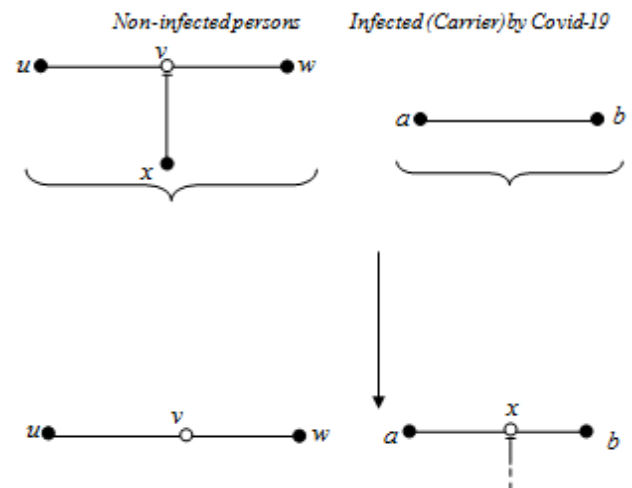 Non-infected persons Infected (Carrier) by Covid-19
v
u w
a b
x
v x
u w a b